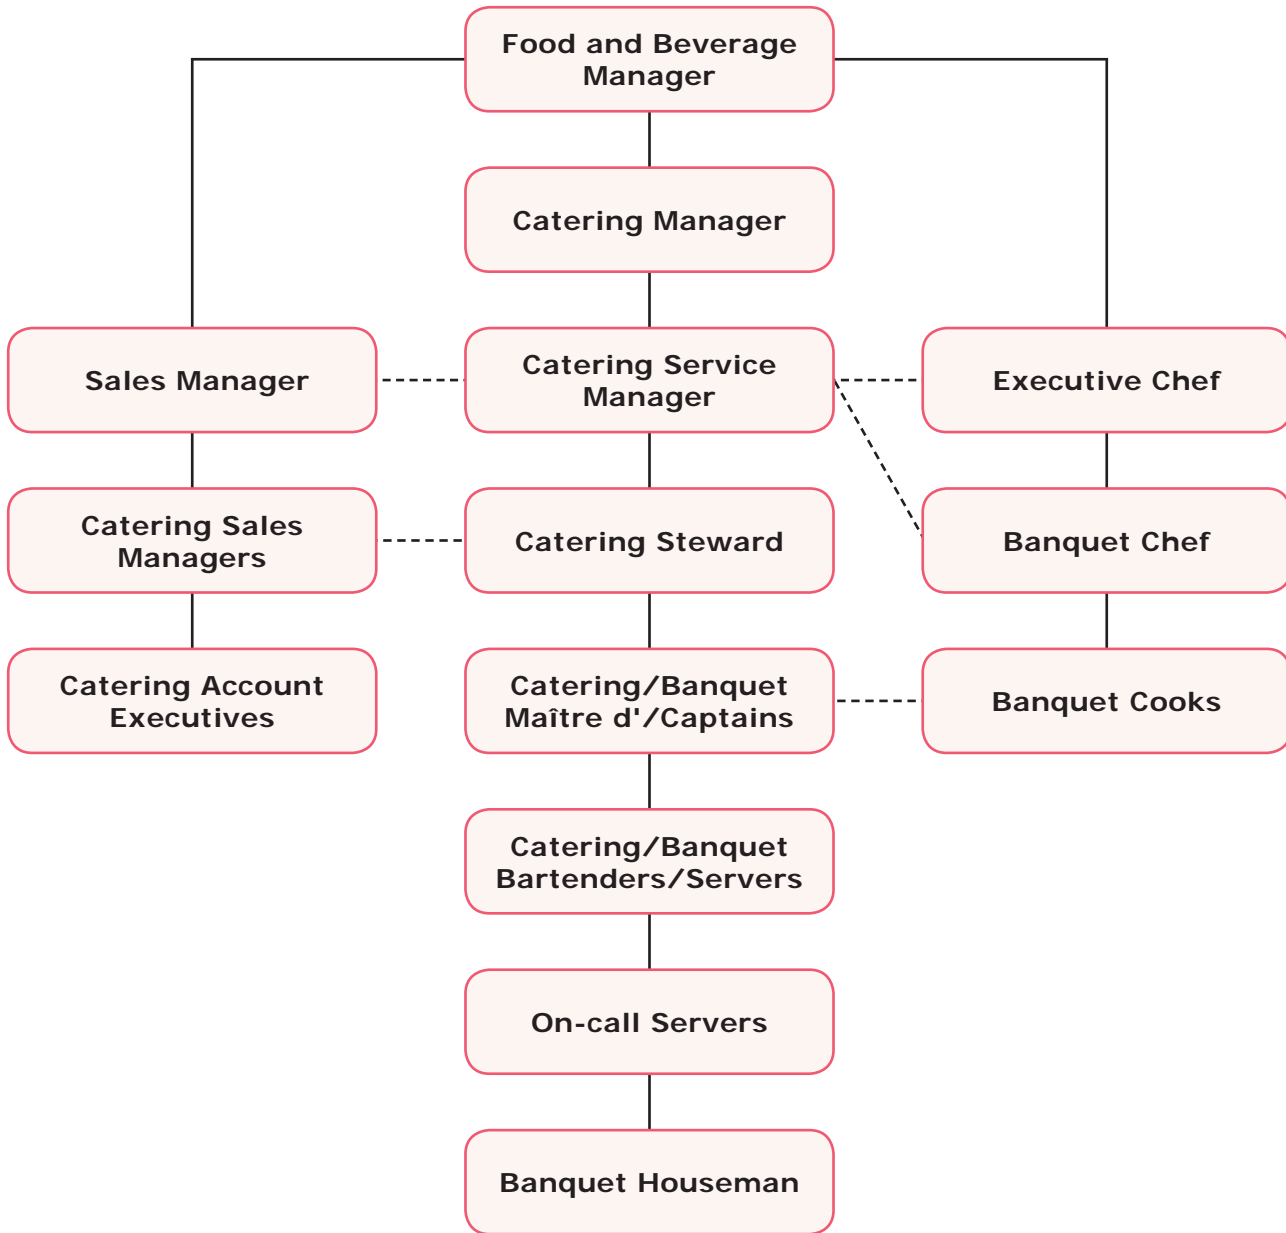 Food and Beverage
Manager
Catering Manager
Sales Manager
Catering Service
Manager
Executive Chef
Catering Sales
Managers
Catering Steward
Banquet Chef
Catering Account
Executives
Catering/Banquet
Maître d'/Captains
Banquet Cooks
Catering/Banquet
Bartenders/Servers
On-call Servers
Banquet Houseman